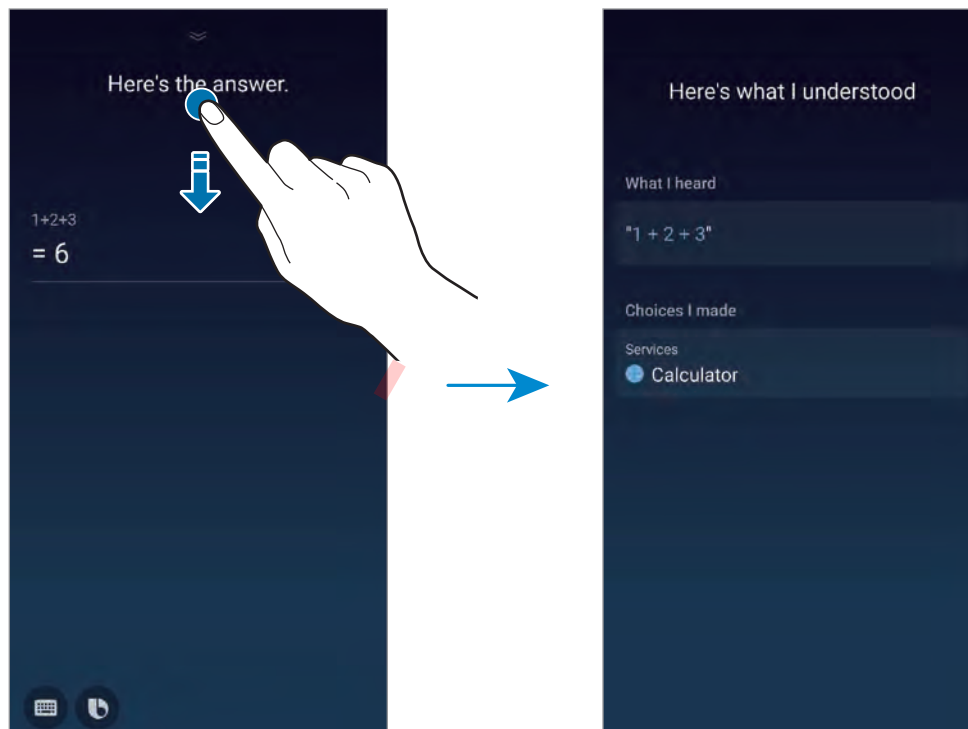 Here's the answer.
1+2+3
= 6
Here's what I understood
What I heard
"1 + 2 + 3"
Choices I made
Services
Calculator